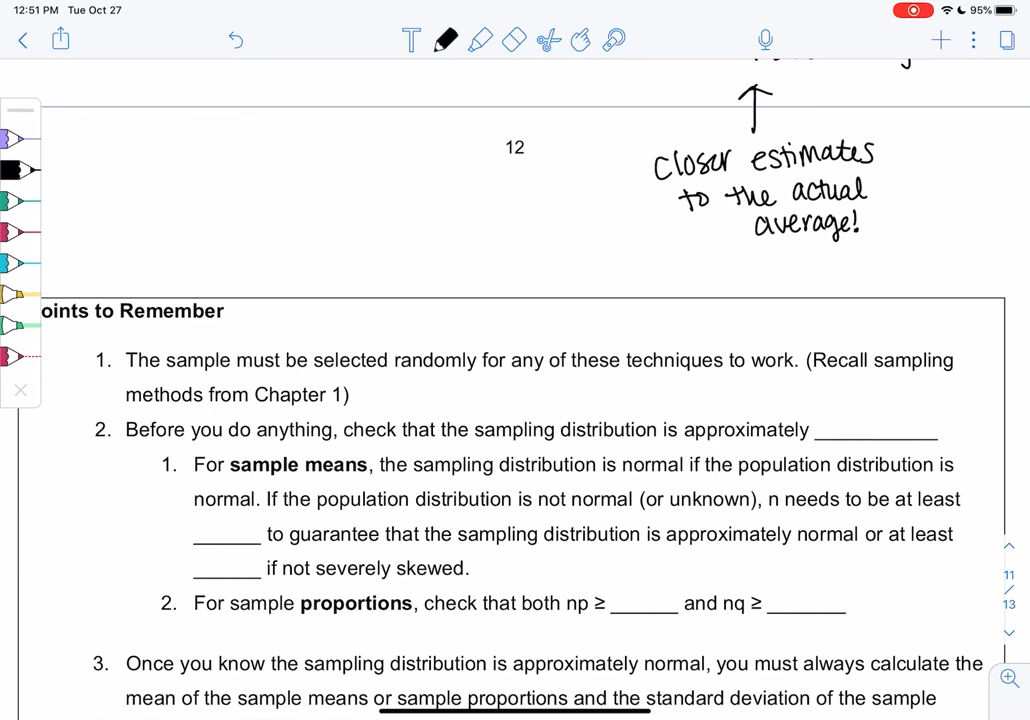 12:51 PM Tue Oct 27
95%
12
closer estimates
to the actual
average!
oints to Remember
1. The sample must be selected randomly for any of these techniques to work. (Recall sampling
methods from Chapter 1)
2. Before you do anything, check that the sampling distribution is approximately ___________
1. For sample means, the sampling distribution is normal if the population distribution is
normal. If the population distribution is not normal (or unknown), n needs to be at least
______ to guarantee that the sampling distribution is approximately normal or at least
______ if not severely skewed.
2. For sample proportions, check that both np ≥ ______ and nq ≥ _______
11
/
13
3. Once you know the sampling distribution is approximately normal, you must always calculate the
mean of the sample means or sample proportions and the standard deviation of the sample